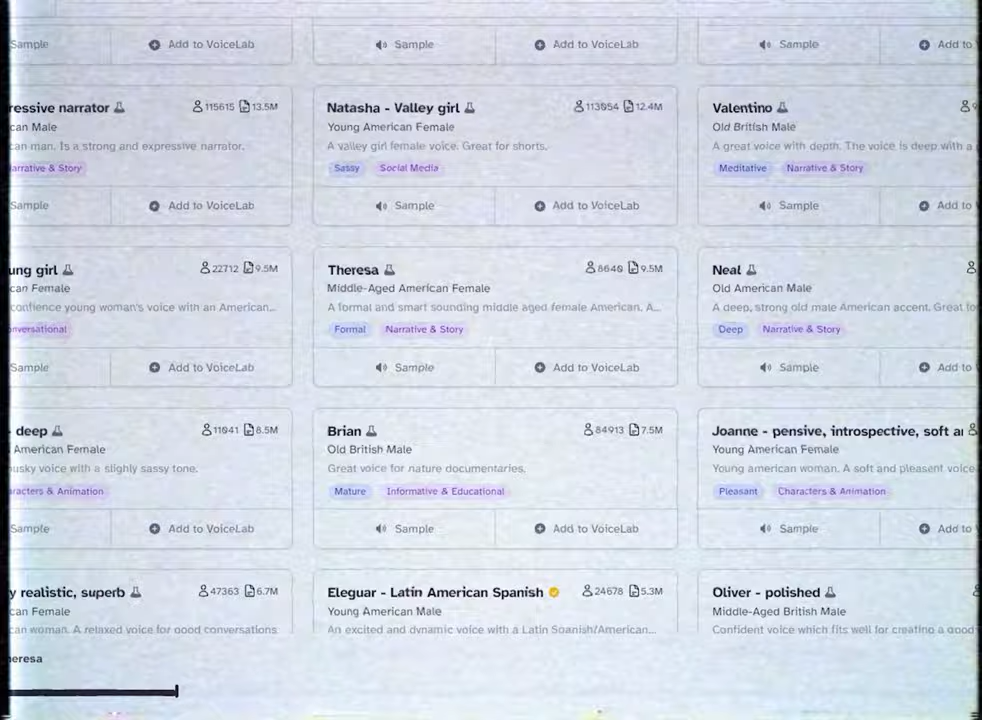 Sample Add to VoiceLab Sample Add to VoiceLab Sample Add to
ressive narrator 115615 13.5M
can Male
can man. Is a strong and expressive narrator.
arrative & Story
Sample Add to VoiceLab
Natasha - Valley girl 113054 12.4M
Young American Female
A valley girl female voice. Great for shorts.
Sassy Social Media
Sample Add to VoiceLab
Valentino 9
Old British Male
A great voice with depth. The voice is deep with a
Meditative Narrative & Story
Sample Add to
ung girl 22712 9.5M
can Female
confience young woman's voice with an American...
nversational
Sample Add to VoiceLab
Theresa 8640 9.5M
Middle-Aged American Female
A formal and smart sounding middle aged female American. A...
Formal Narrative & Story
Sample Add to VoiceLab
Neal
Old American Male
A deep, strong old male American accent. Great fo
Deep Narrative & Story
Sample Add to
- deep 11041 8.5M
American Female
usky voice with a slighly sassy tone.
racters & Animation
Sample Add to VoiceLab
Brian 84913 7.5M
Old British Male
Great voice for nature documentaries.
Mature Informative & Educational
Sample Add to VoiceLab
Joanne - pensive, introspective, soft ar
Young American Female
Young american woman. A soft and pleasent voice
Pleasant Characters & Animation
Sample Add to
y realistic, superb 47363 6.7M
can Female
can woman. A relaxed voice for good conversations
Eleguar - Latin American Spanish 24678 5.3M
Young American Male
An excited and dynamic voice with a Latin Spanish/American...
Oliver - polished
Middle-Aged British Male
Confident voice which fits well for creating a good
eresa